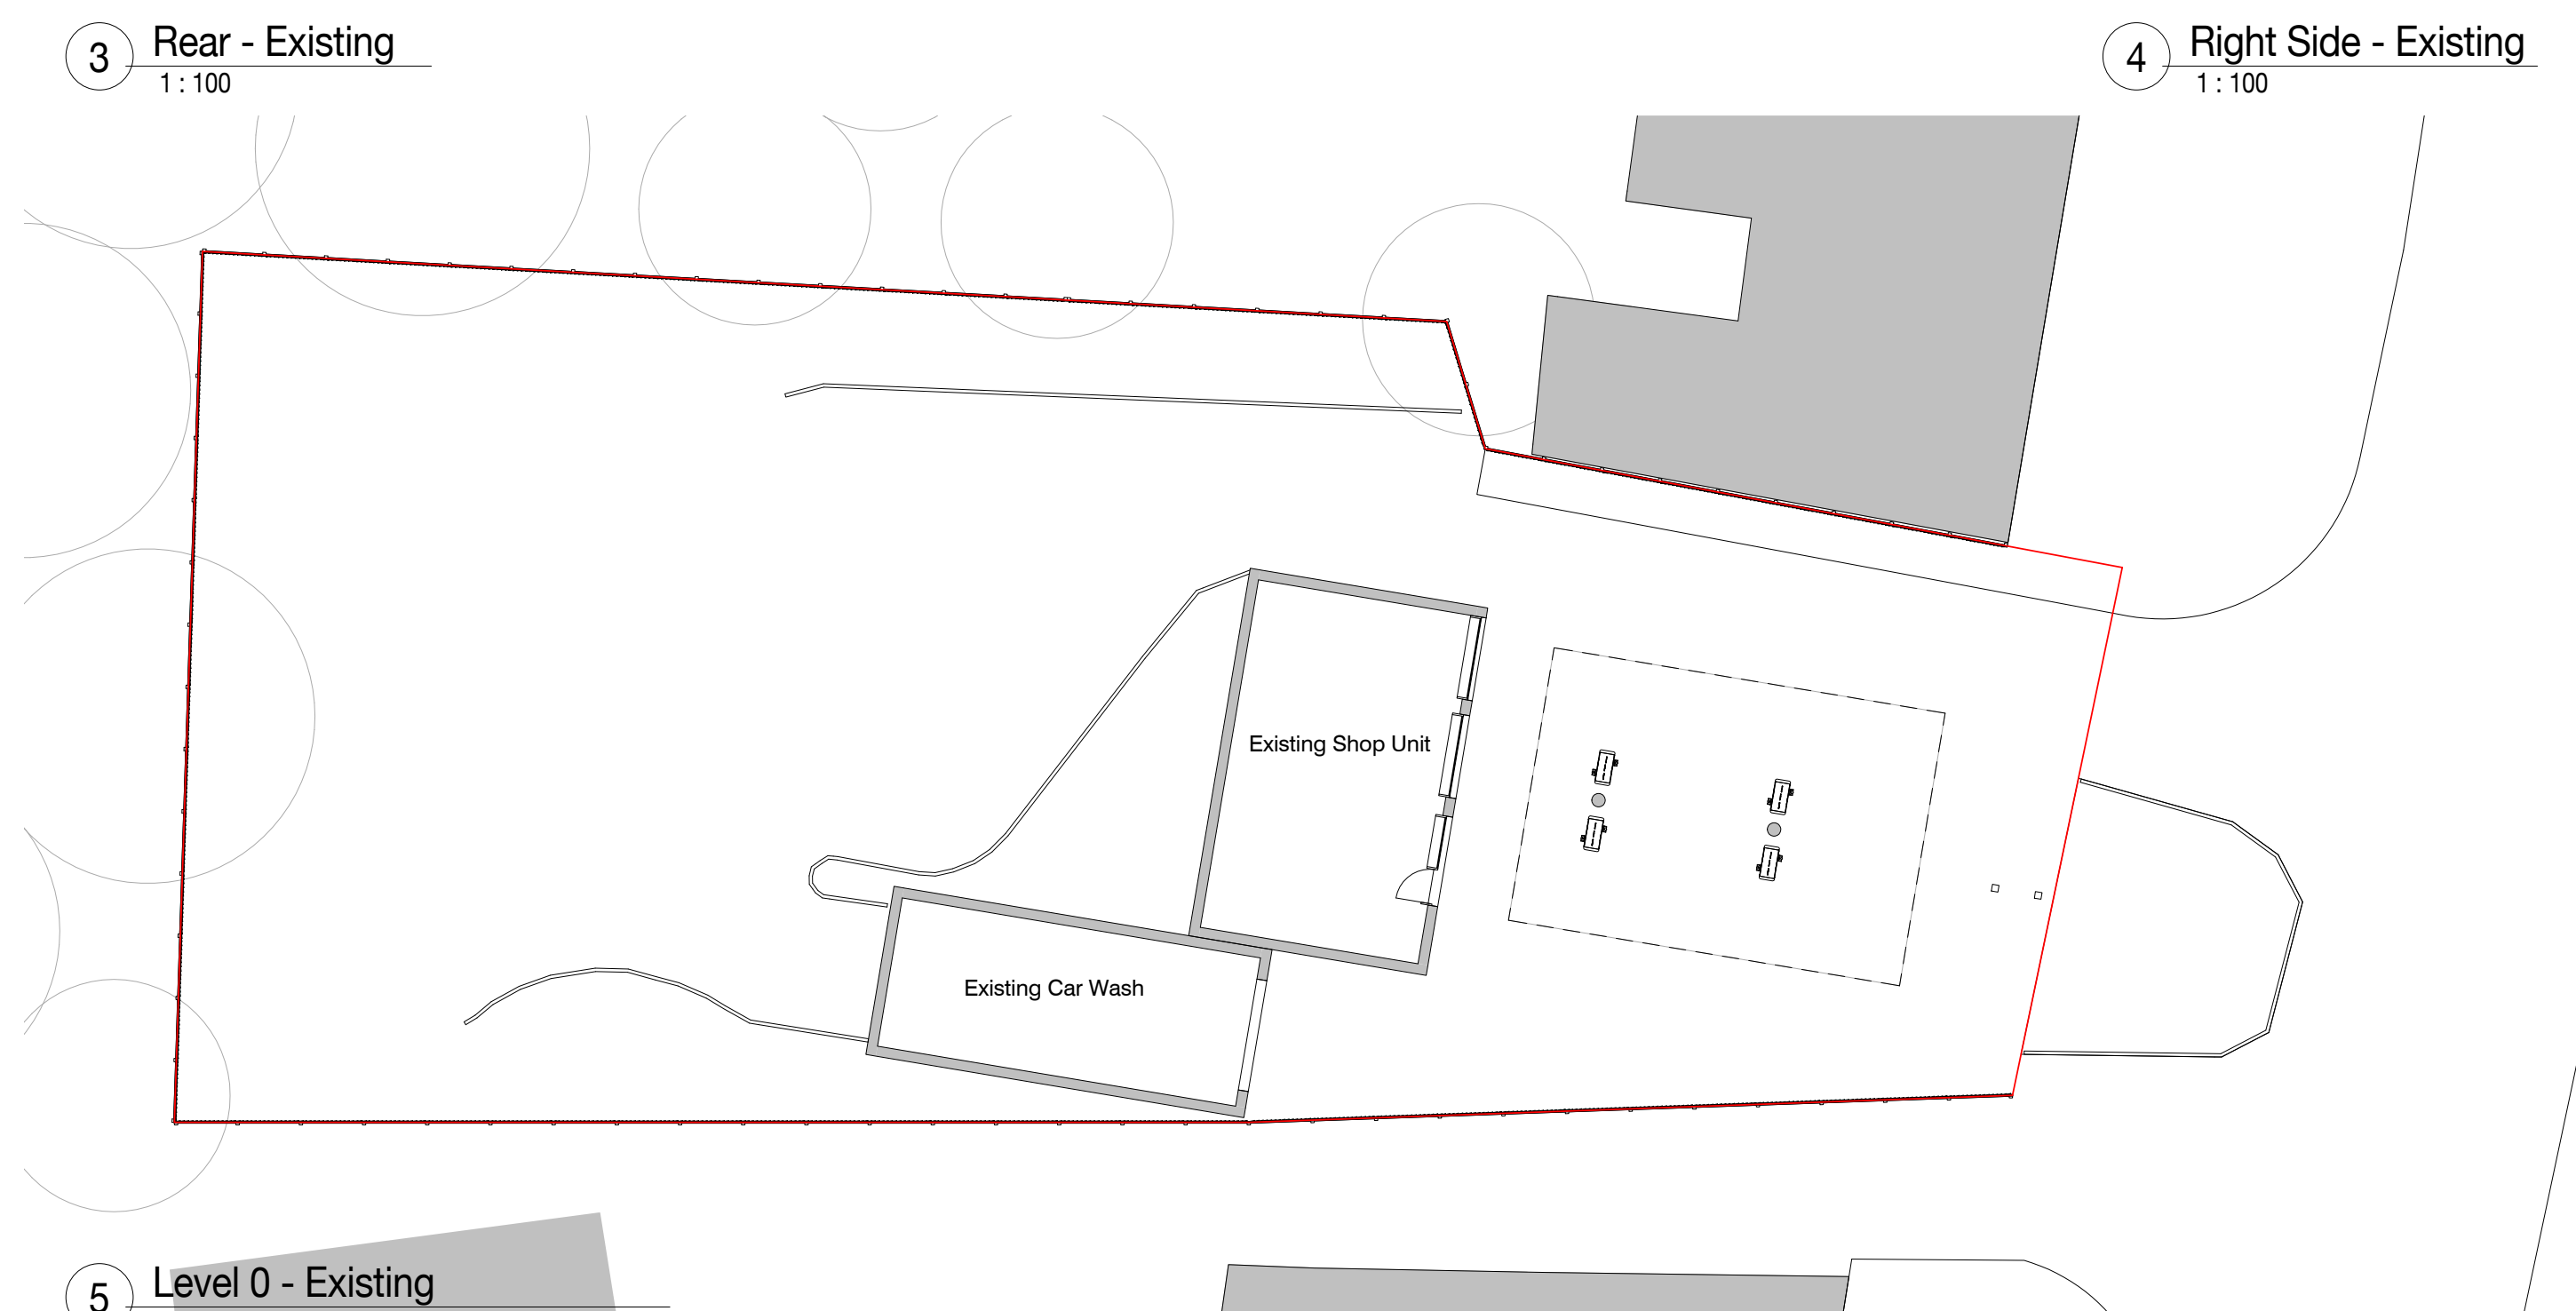 3 Rear - Existing
1 : 100
4 Right Side - Existing
1 : 100
Existing Shop Unit
Existing Car Wash
5 Level 0 - Existing